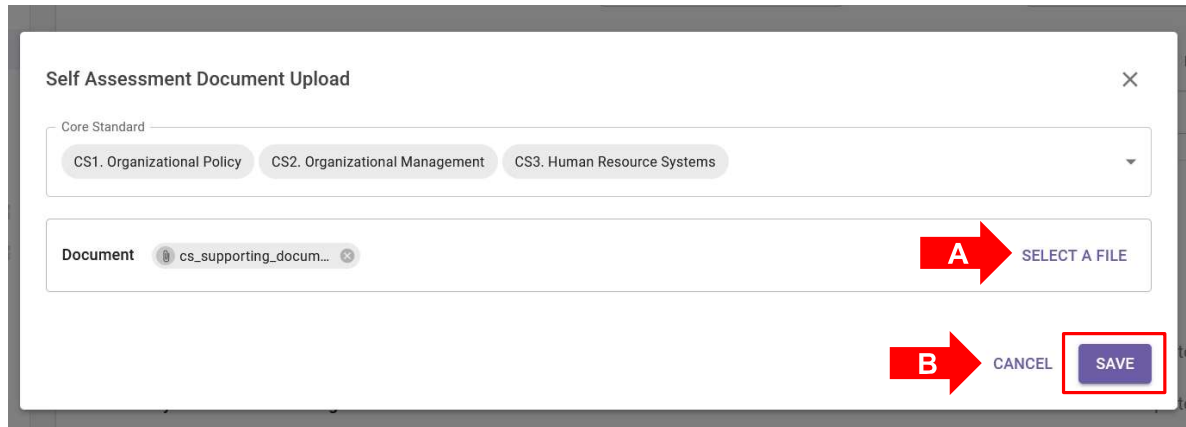 Self Assessment Document Upload
Core Standard
CS1. Organizational Policy CS2. Organizational Management CS3. Human Resource Systems
Document cs_supporting_docum... A SELECT A FILE
B CANCEL SAVE